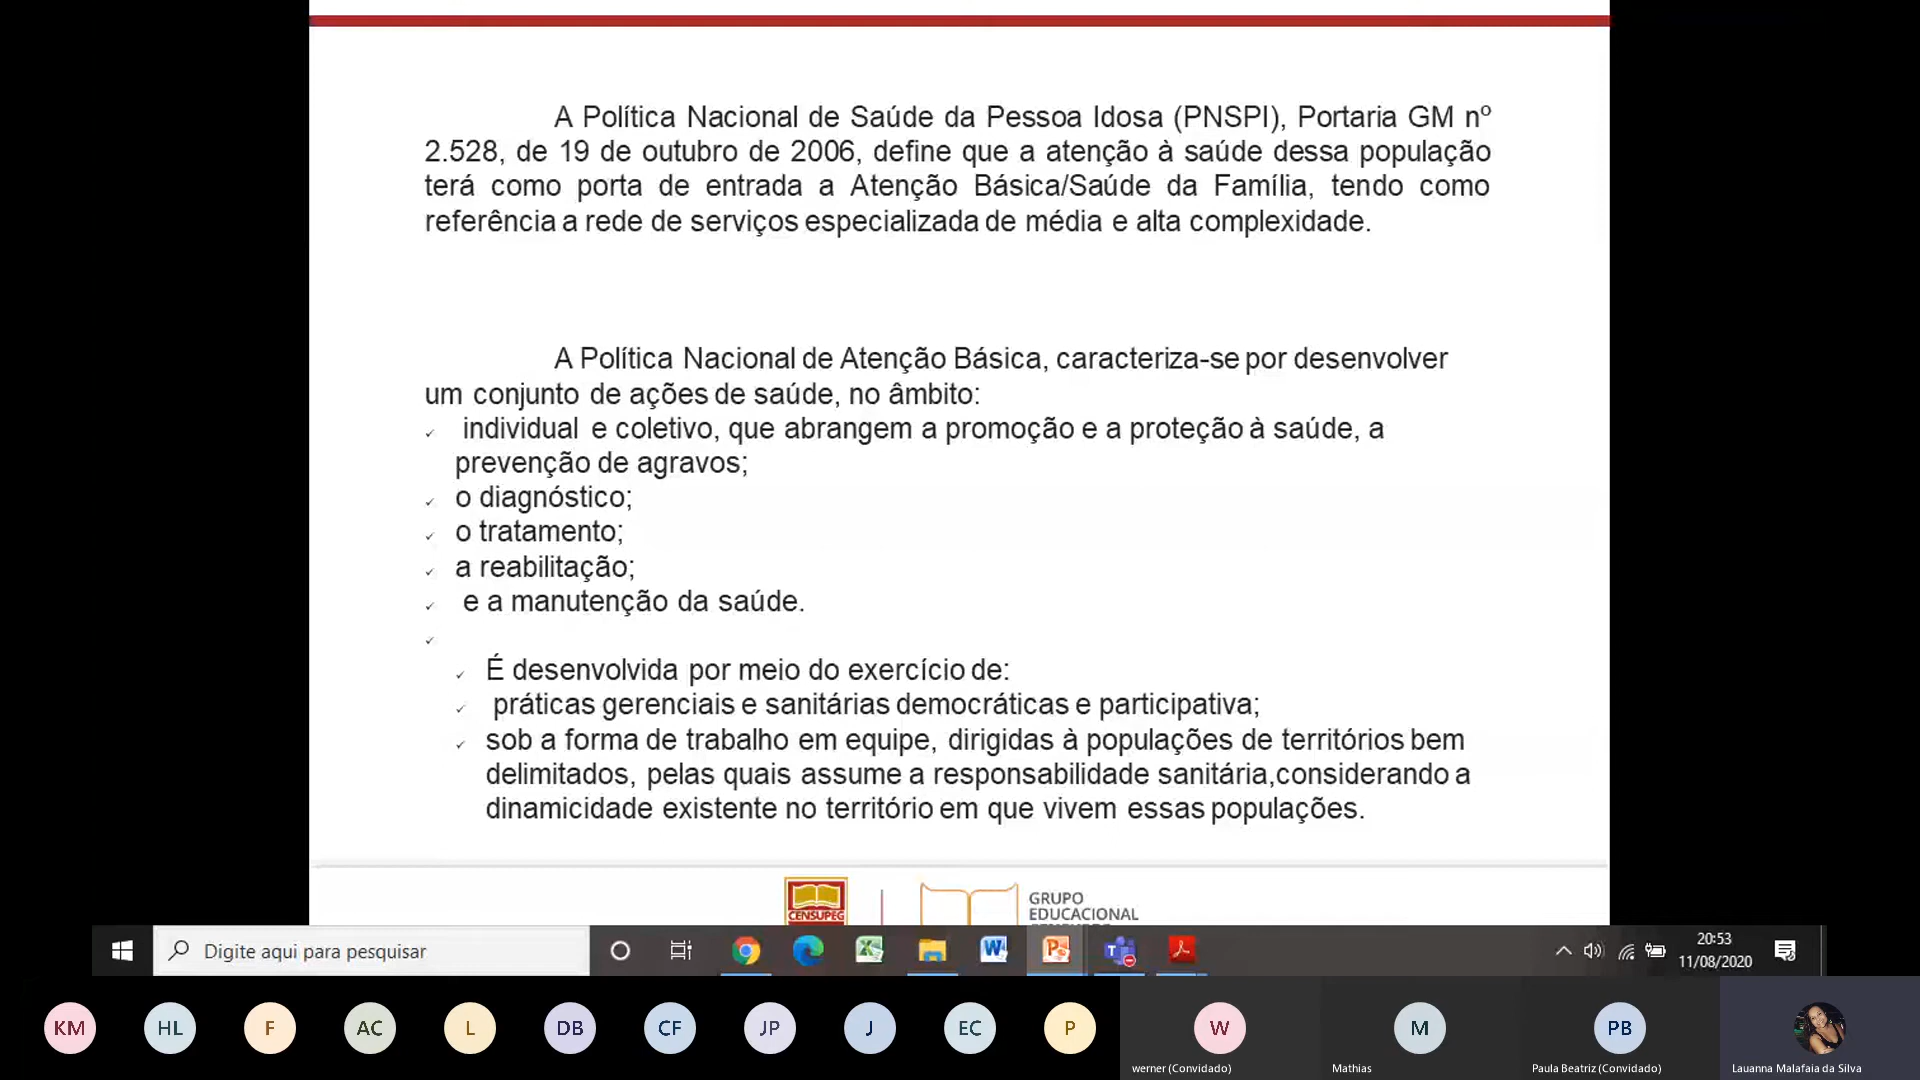 A Política Nacional de Saúde da Pessoa Idosa (PNSPI), Portaria GM nº
2.528, de 19 de outubro de 2006, define que a atenção à saúde dessa população
terá como porta de entrada a Atenção Básica/Saúde da Família, tendo como
referência a rede de serviços especializada de média e alta complexidade.
A Política Nacional de Atenção Básica, caracteriza-se por desenvolver
um conjunto de ações de saúde, no âmbito:
individual e coletivo, que abrangem a promoção e a proteção à saúde, a
prevenção de agravos;
o diagnóstico;
o tratamento;
a reabilitação;
e a manutenção da saúde.
É desenvolvida por meio do exercício de:
práticas gerenciais e sanitárias democráticas e participativa;
sob a forma de trabalho em equipe, dirigidas à populações de territórios bem
delimitados, pelas quais assume a responsabilidade sanitária,considerando a
dinamicidade existente no território em que vivem essas populações.
CENSUPEG
GRUPO
EDUCACIONAL
Digite aqui para pesquisar
20:53
11/08/2020
KM HL F AC L DB CF JP J EC P W M PB
werner (Convidado) Mathias Paula Beatriz (Convidado) Lauanna Malafaia da Silva